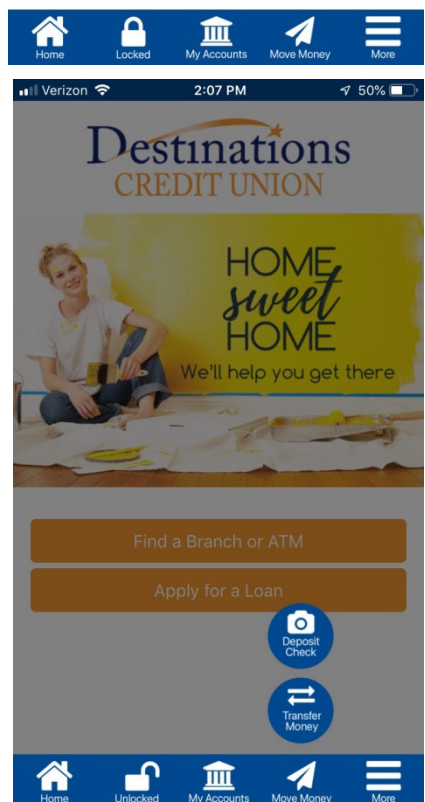 Home Locked My Accounts Move Money More
Verizon 2:07 PM 50%
Destinations
CREDIT UNION
HOME
sweet
HOME
We'll help you get there
Find a Branch or ATM
Apply for a Loan
Deposit
Check
Transfer
Money
Home Unlocked My Accounts Move Money More